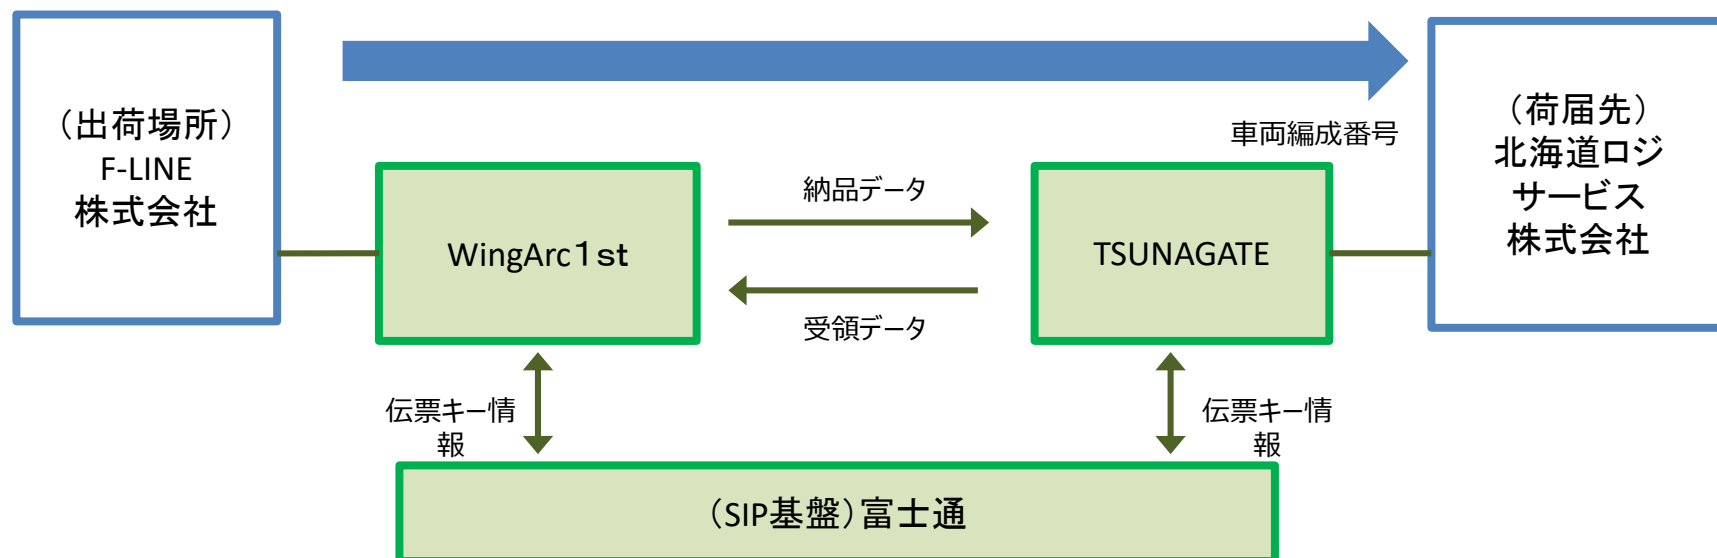 （出荷場所）
F-LINE
株式会社
車両編成番号
（荷届先）
北海道ロジ
サービス
株式会社
WingArc１ｓｔ
納品データ
受領データ
TSUNAGATE
伝票キー情
報
伝票キー情
報
（SIP基盤）富士通